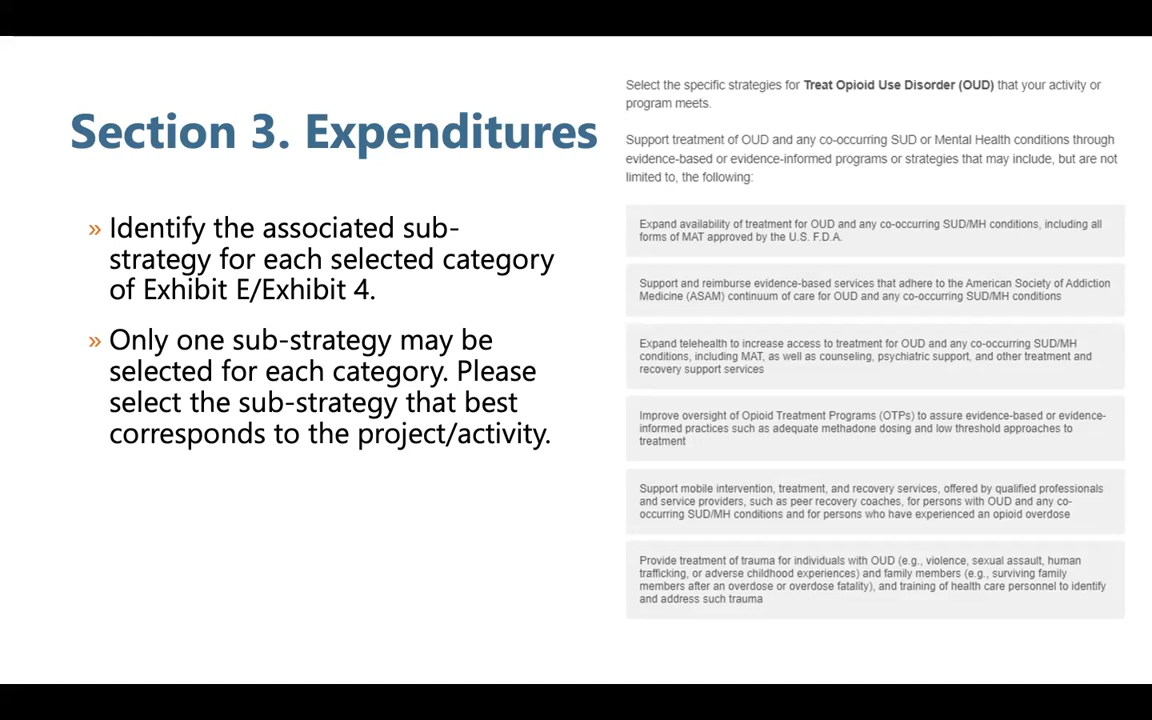 Section 3. Expenditures
» Identify the associated sub-
strategy for each selected category
of Exhibit E/Exhibit 4.
» Only one sub-strategy may be
selected for each category. Please
select the sub-strategy that best
corresponds to the project/activity.
Select the specific strategies for Treat Opioid Use Disorder (OUD) that your activity or
program meets.
Support treatment of OUD and any co-occurring SUD or Mental Health conditions through
evidence-based or evidence-informed programs or strategies that may include, but are not
limited to, the following:
Expand availability of treatment for OUD and any co-occurring SUD/MH conditions, including all
forms of MAT approved by the U.S. F.D.A.
Support and reimburse evidence-based services that adhere to the American Society of Addiction
Medicine (ASAM) continuum of care for OUD and any co-occurring SUD/MH conditions
Expand telehealth to increase access to treatment for OUD and any co-occurring SUD/MH
conditions, including MAT, as well as counseling, psychiatric support, and other treatment and
recovery support services
Improve oversight of Opioid Treatment Programs (OTPs) to assure evidence-based or evidence-
informed practices such as adequate methadone dosing and low threshold approaches to
treatment
Support mobile intervention, treatment, and recovery services, offered by qualified professionals
and service providers, such as peer recovery coaches, for persons with OUD and any co-
occurring SUD/MH conditions and for persons who have experienced an opioid overdose
Provide treatment of trauma for individuals with OUD (e.g., violence, sexual assault, human
trafficking, or adverse childhood experiences) and family members (e.g., surviving family
members after an overdose or overdose fatality), and training of health care personnel to identify
and address such trauma